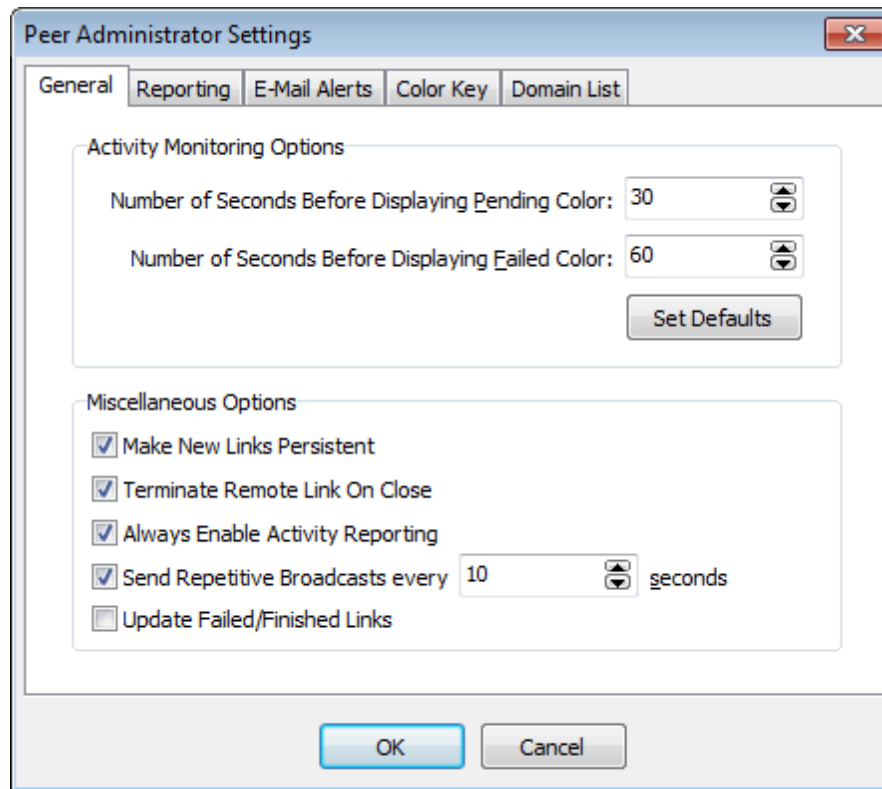 Peer Administrator Settings
General Reporting E-Mail Alerts Color Key Domain List
Activity Monitoring Options
Number of Seconds Before Displaying Pending Color: 30
Number of Seconds Before Displaying Failed Color: 60
Set Defaults
Miscellaneous Options
Make New Links Persistent
Terminate Remote Link On Close
Always Enable Activity Reporting
Send Repetitive Broadcasts every 10 seconds
Update Failed/Finished Links
OK Cancel